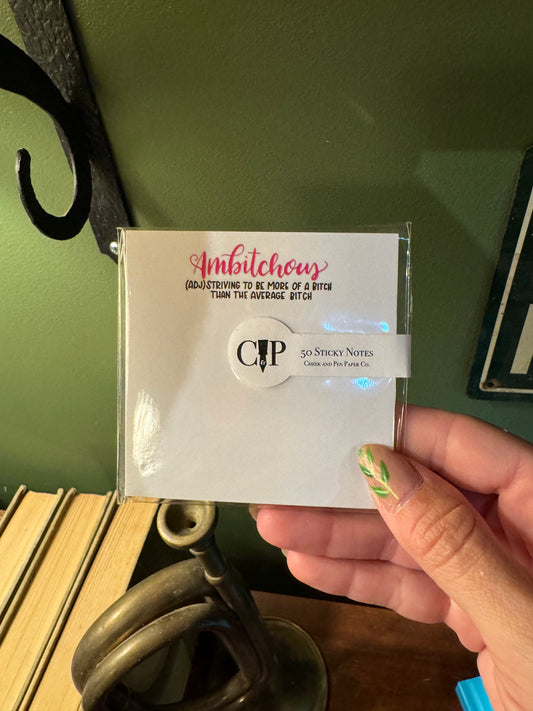 Ambitchous
(ADJ) STRIVING TO BE MORE OF A BITCH
THAN THE AVERAGE BITCH
C P
50 STICKY NOTES
CHEEK AND PEN PAPER CO.